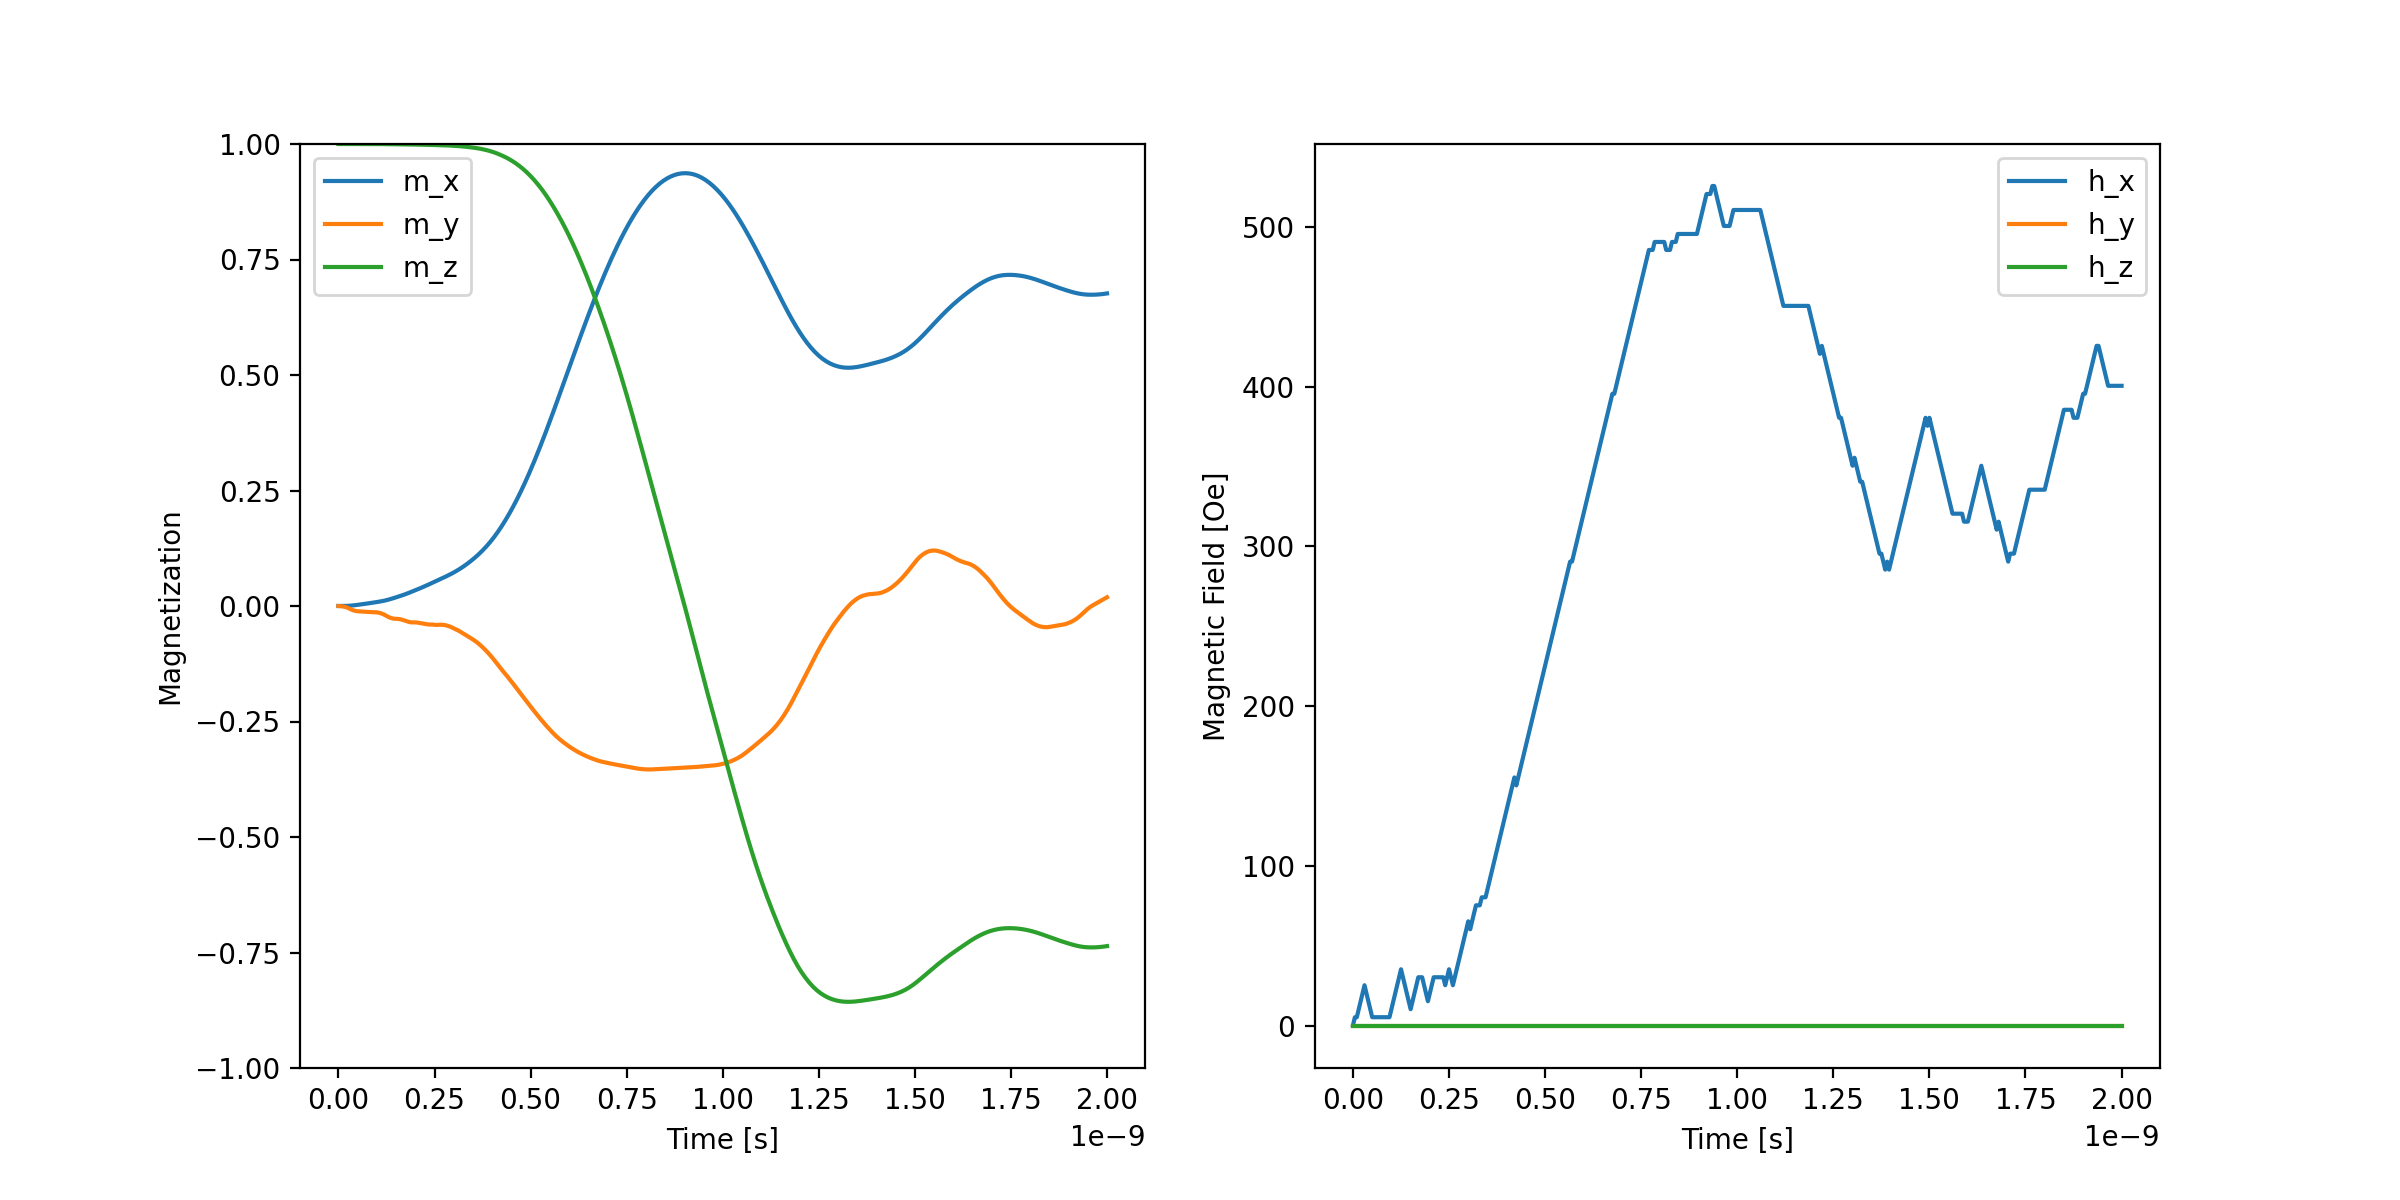 Magnetization
1.00
0.75
0.50
0.25
0.00
−0.25
−0.50
−0.75
−1.00
m_x
m_y
m_z
0.00 0.25 0.50 0.75 1.00 1.25 1.50 1.75 2.00
Time [s]
1e−9
Magnetic Field [Oe]
500
400
300
200
100
0
h_x
h_y
h_z
0.00 0.25 0.50 0.75 1.00 1.25 1.50 1.75 2.00
Time [s]
1e−9